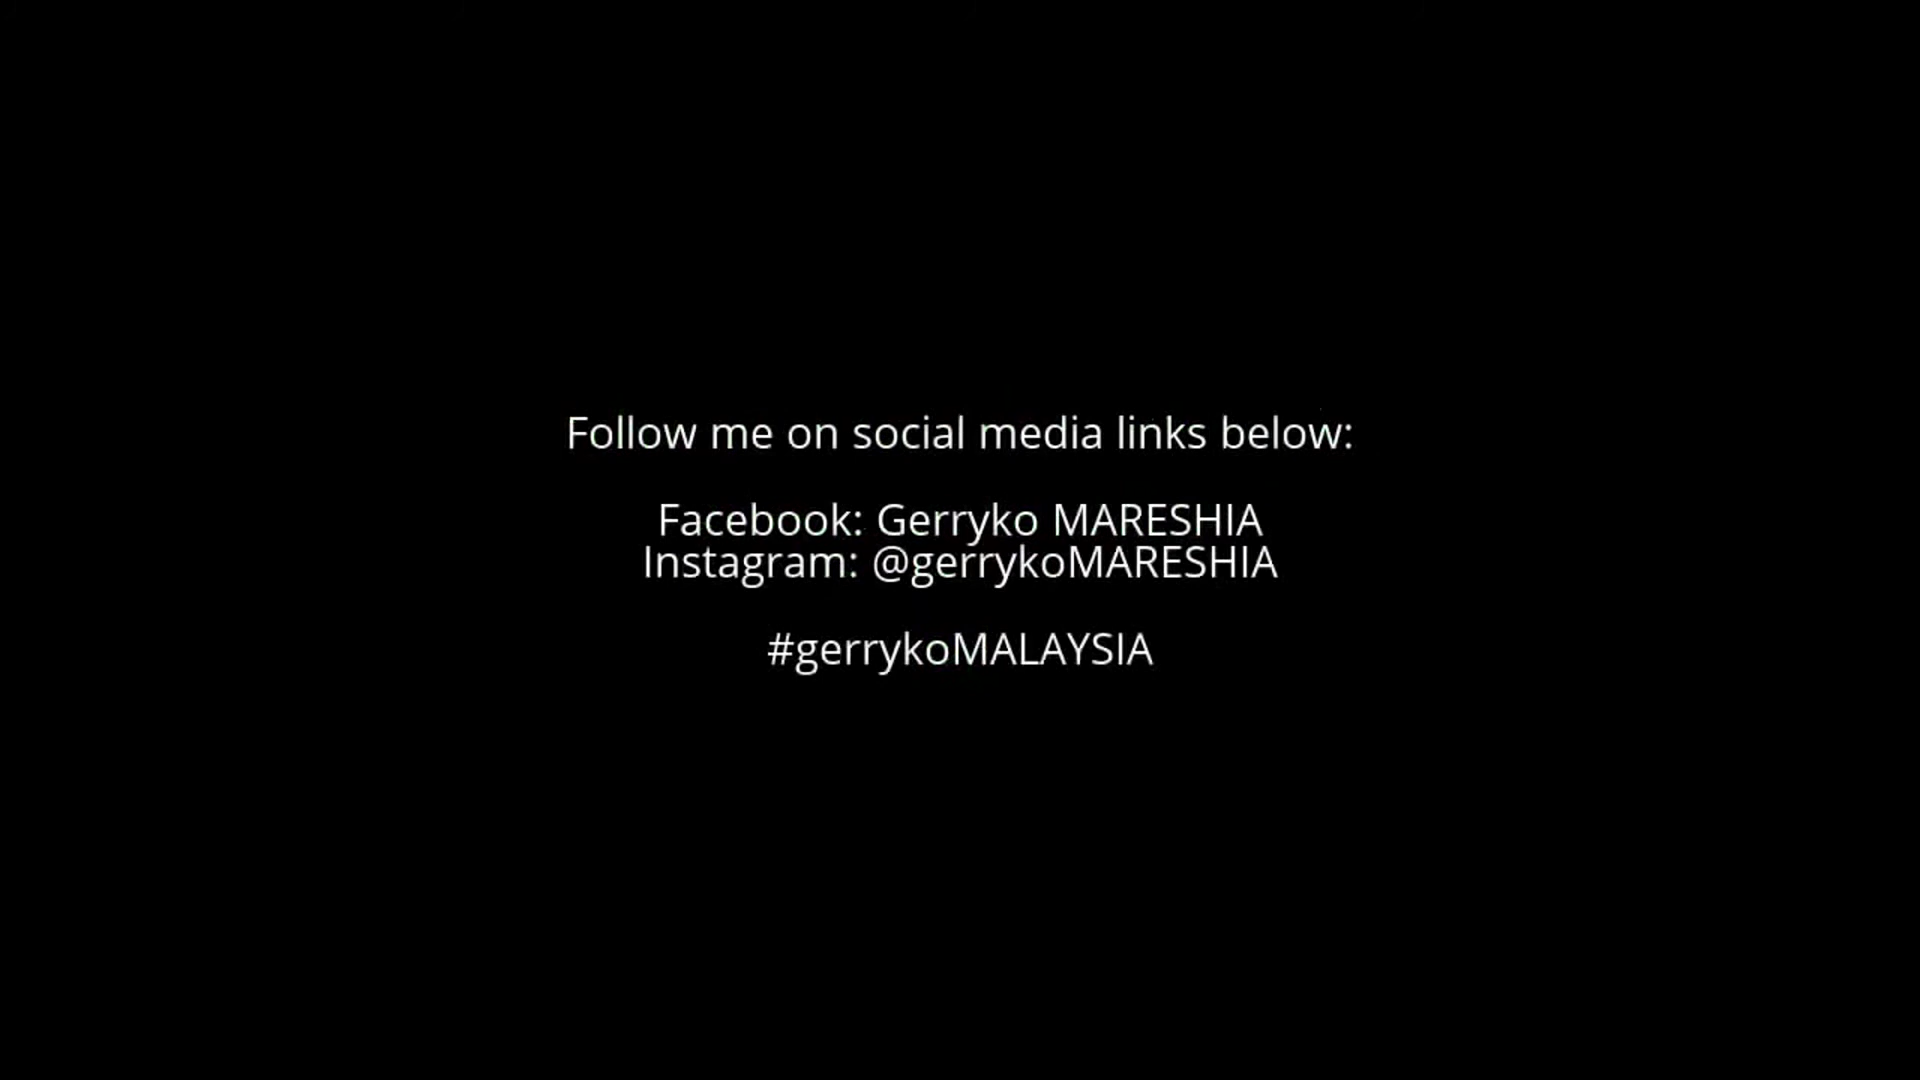 Follow me on social media links below:
Facebook: Gerryko MARESHIA
Instagram: @gerrykoMARESHIA
#gerrykoMALAYSIA